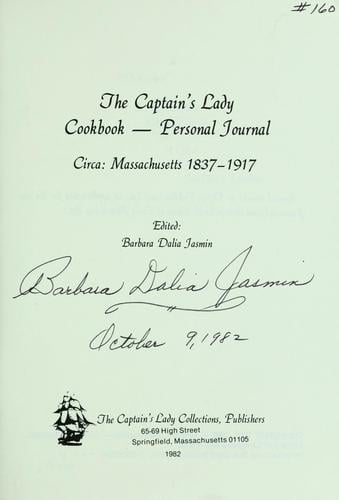 #160
The Captain's Lady
Cookbook — Personal Journal
Circa: Massachusetts 1837-1917
Edited:
Barbara Dalia Jasmin
Barbara Dalia Jasmin
October 9, 1982
The Captain's Lady Collections, Publishers
65-69 High Street
Springfield, Massachusetts 01105
1982